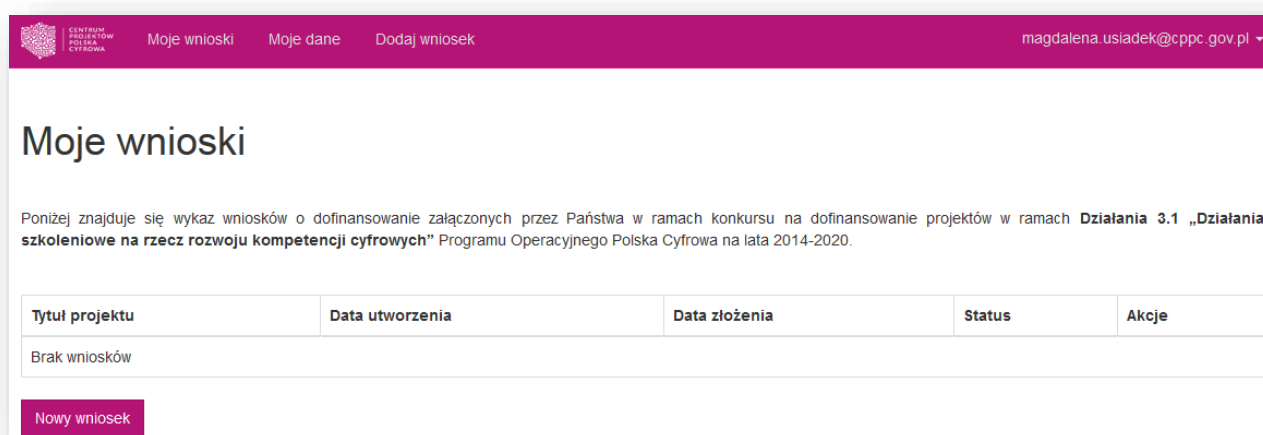 CENTRUM
PROJEKTÓW
POLSKA
CYFROWA
Moje wnioski Moje dane Dodaj wniosek magdalena.usiadek@cppc.gov.pl
Moje wnioski
Poniżej znajduje się wykaz wniosków o dofinansowanie załączonych przez Państwa w ramach konkursu na dofinansowanie projektów w ramach Działania 3.1 „Działania
szkoleniowe na rzecz rozwoju kompetencji cyfrowych” Programu Operacyjnego Polska Cyfrowa na lata 2014-2020.
Tytuł projektu Data utworzenia Data złożenia Status Akcje
Brak wniosków
Nowy wniosek